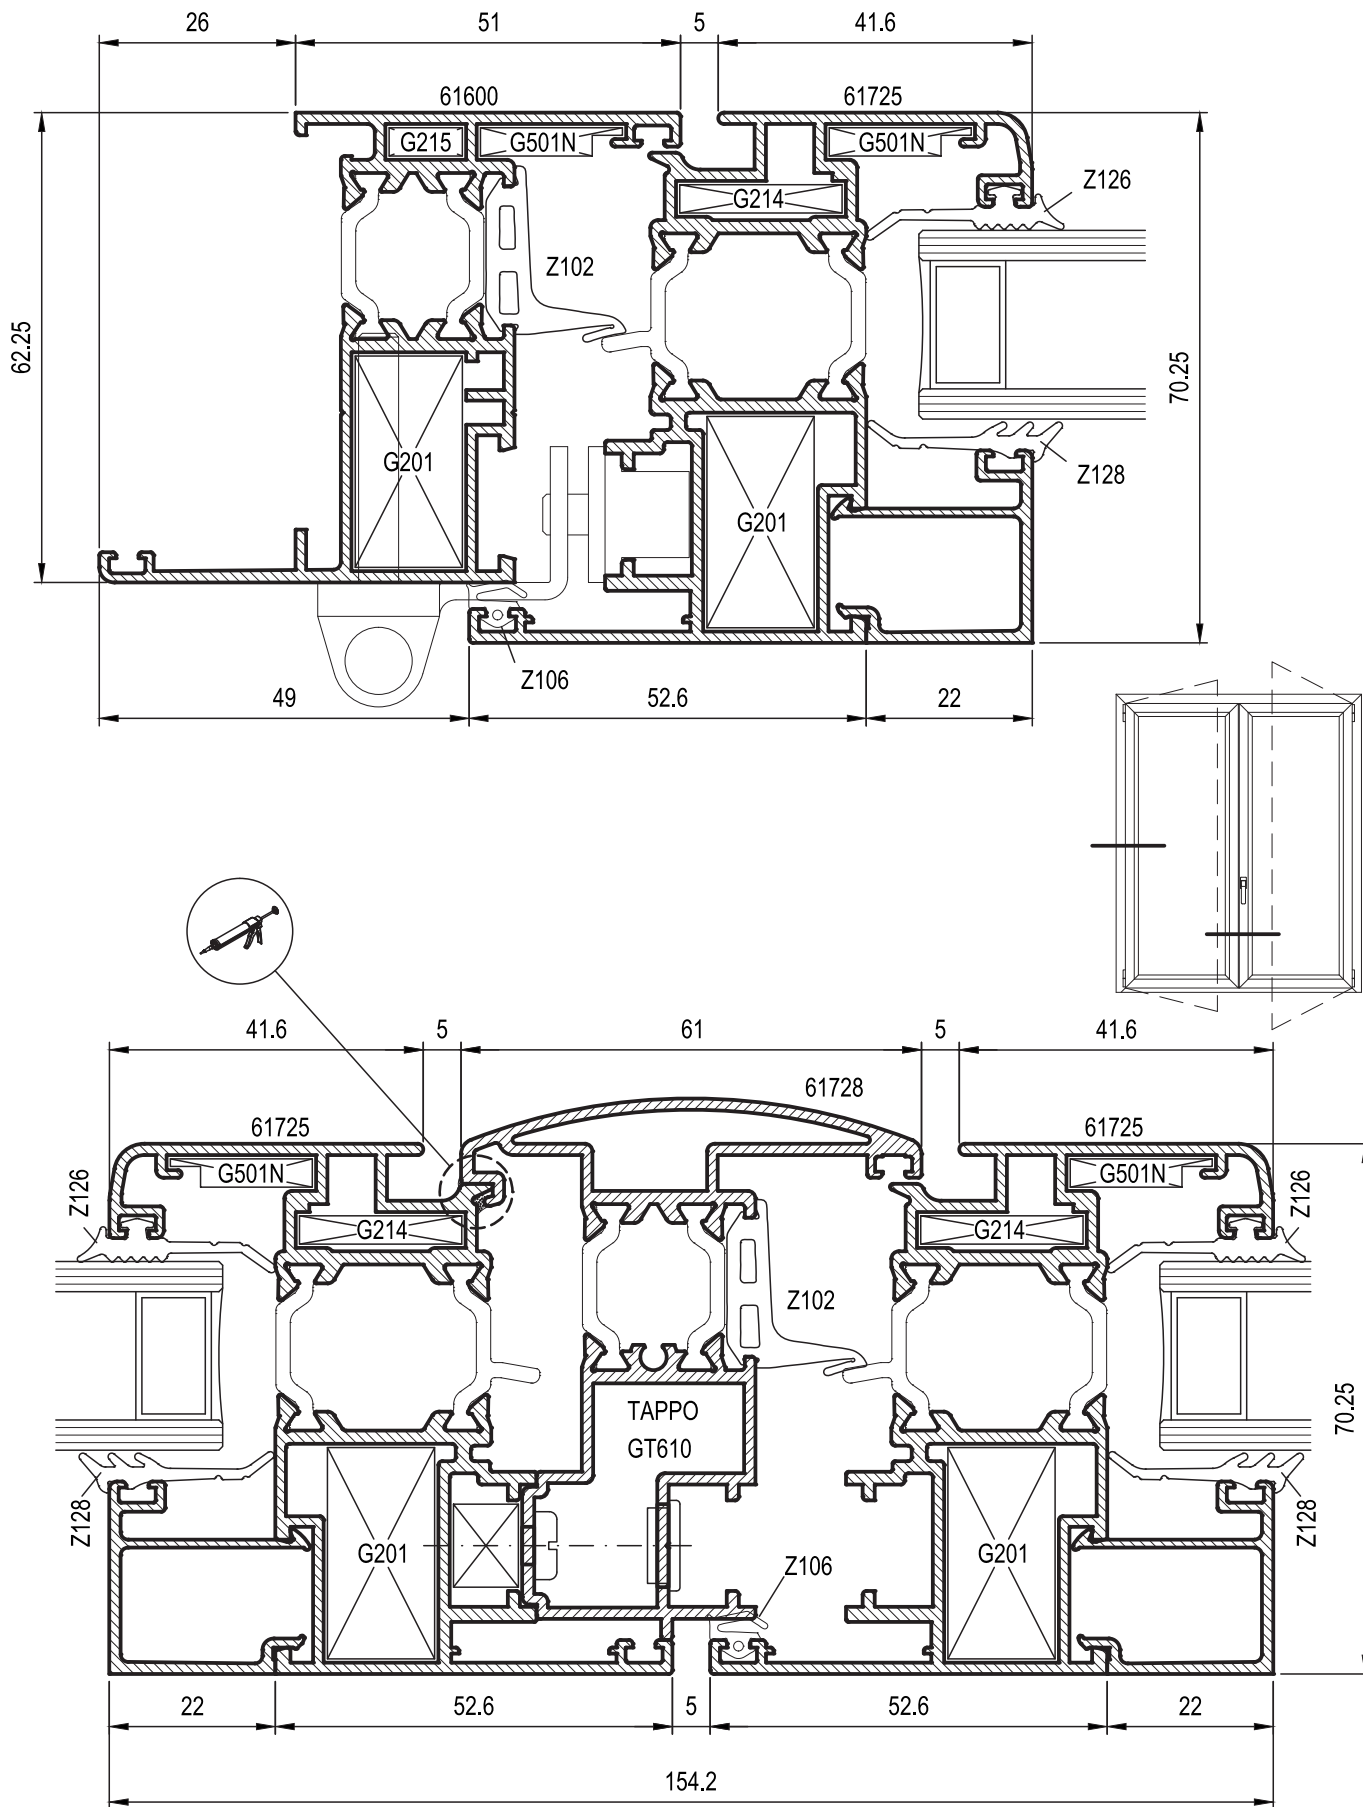 26 51 5 41.6
61600 61725
G215 G501N G501N
Z126
G214
Z102
62.25
70.25
G201
Z128
G201
Z106
49 52.6 22
41.6 5 61 5 41.6
61728
61725 61725
G501N G501N
Z126 Z126
G214 G214
Z102
70.25
TAPPO
GT610
Z128 Z128
G201 G201
Z106
22 52.6 5 52.6 22
154.2